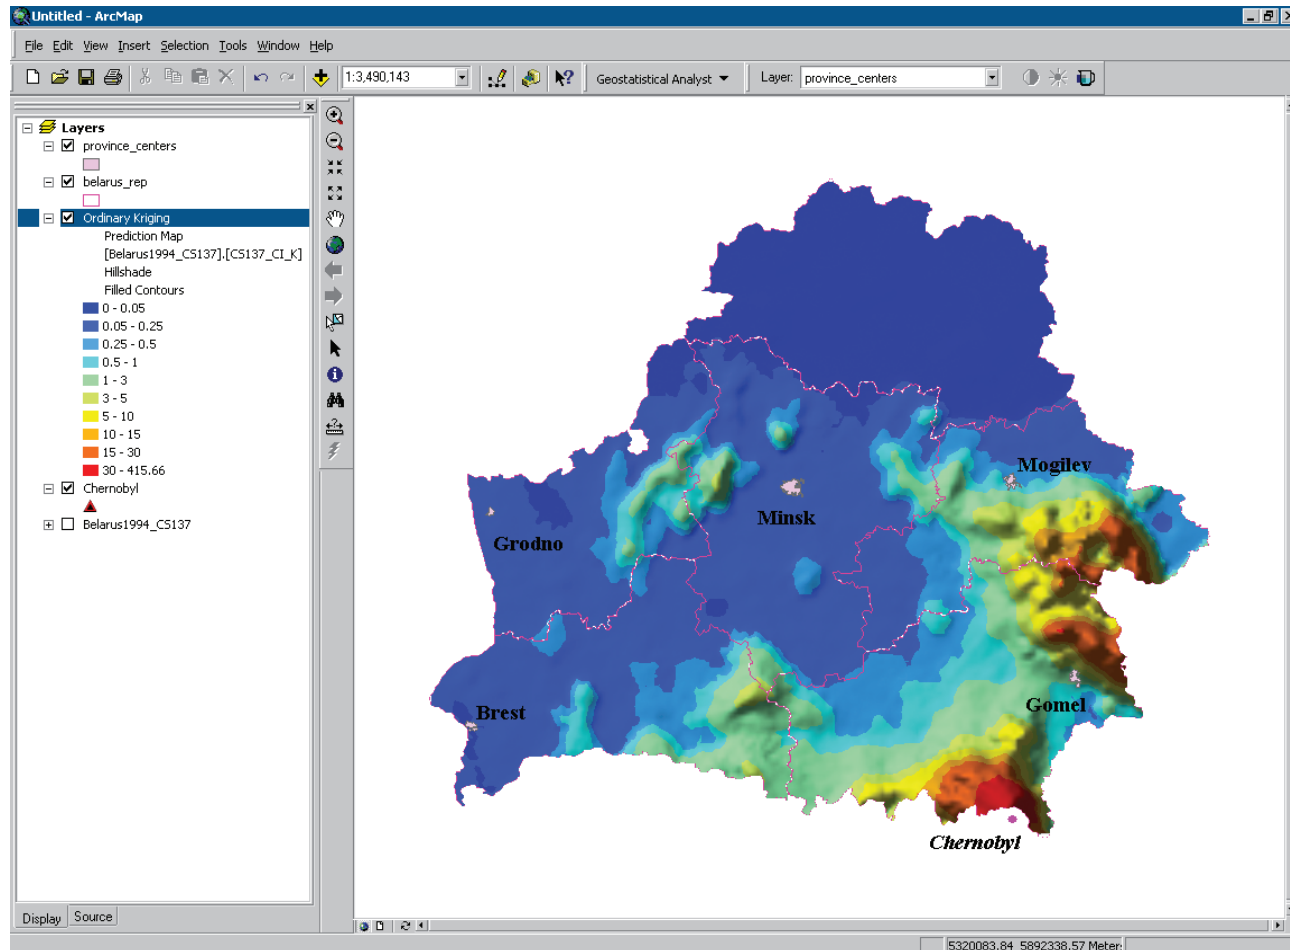 Untitled - ArcMap
File Edit View Insert Selection Tools Window Help
1:3,490,143 Geostatistical Analyst Layer: province_centers
Layers
province_centers
belarus_rep
Ordinary Kriging
Prediction Map
[Belarus1994_CS137].[CS137_CI_K]
Hillshade
Filled Contours
0 - 0.05
0.05 - 0.25
0.25 - 0.5
0.5 - 1
1 - 3
3 - 5
5 - 10
10 - 15
15 - 30
30 - 415.66
Chernobyl
Belarus1994_CS137
Mogilev
Minsk
Grodno
Brest
Gomel
Chernobyl
Display Source
5320083.84 5892338.57 Meter: